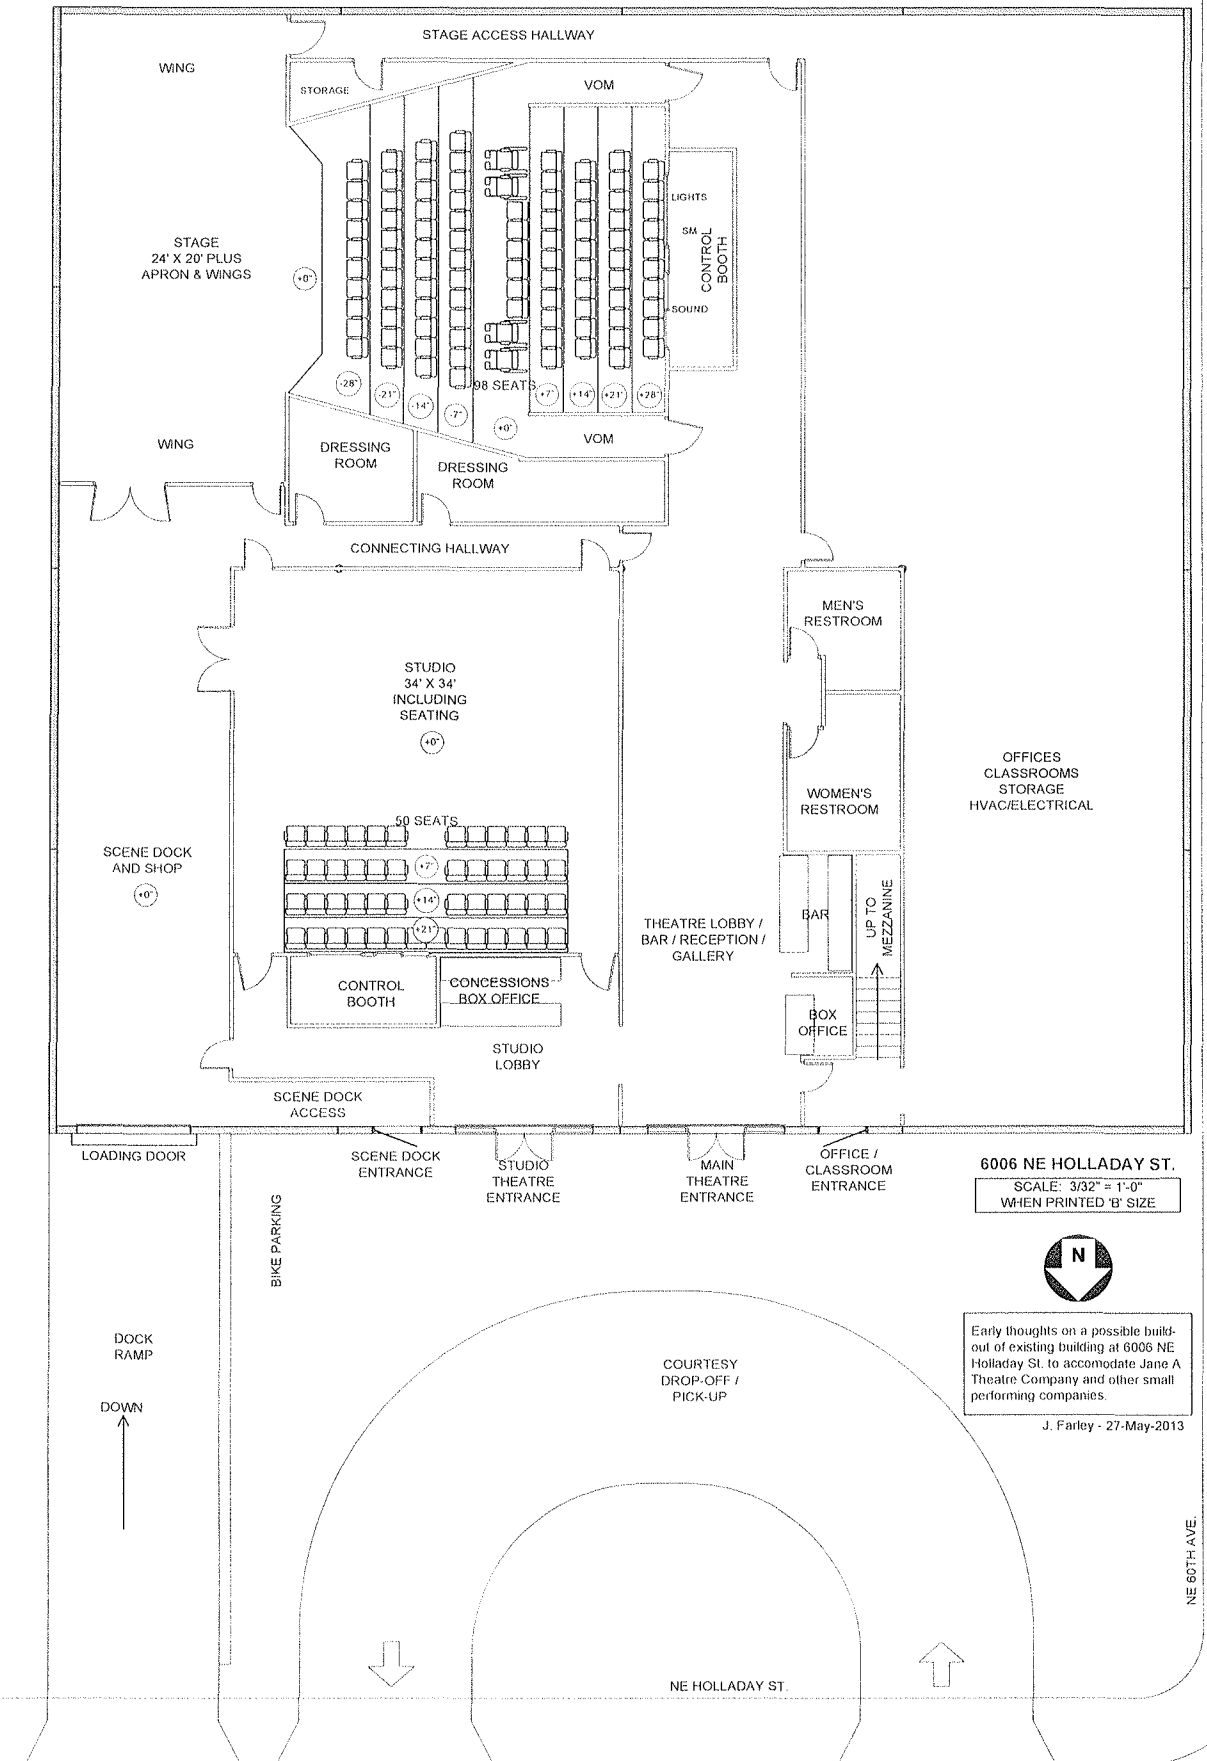 STAGE ACCESS HALLWAY
WING
STORAGE
VOM
LIGHTS
SM
CONTROL
BOOTH
SOUND
STAGE
24' X 20' PLUS
APRON & WINGS
+0"
-28"
-21"
-14"
-7"
98 SEATS
+0"
+7"
+14"
+21"
+28"
WING
DRESSING
ROOM
DRESSING
ROOM
VOM
CONNECTING HALLWAY
MEN'S
RESTROOM
STUDIO
34' X 34'
INCLUDING
SEATING
+0"
WOMEN'S
RESTROOM
OFFICES
CLASSROOMS
STORAGE
HVAC/ELECTRICAL
50 SEATS
+7"
+14"
+21"
SCENE DOCK
AND SHOP
+0"
THEATRE LOBBY /
BAR / RECEPTION /
GALLERY
BAR
UP TO
MEZZANINE
CONTROL
BOOTH
CONCESSIONS
BOX OFFICE
BOX
OFFICE
STUDIO
LOBBY
SCENE DOCK
ACCESS
LOADING DOOR
SCENE DOCK
ENTRANCE
STUDIO
THEATRE
ENTRANCE
MAIN
THEATRE
ENTRANCE
OFFICE /
CLASSROOM
ENTRANCE
6006 NE HOLLADAY ST.
SCALE: 3/32" = 1'-0"
WHEN PRINTED 'B' SIZE
N
BIKE PARKING
DOCK
RAMP
DOWN
COURTESY
DROP-OFF /
PICK-UP
Early thoughts on a possible build-
out of existing building at 6006 NE
Holladay St. to accomodate Jane A
Theatre Company and other small
performing companies.
J. Farley - 27-May-2013
NE 60TH AVE.
NE HOLLADAY ST.